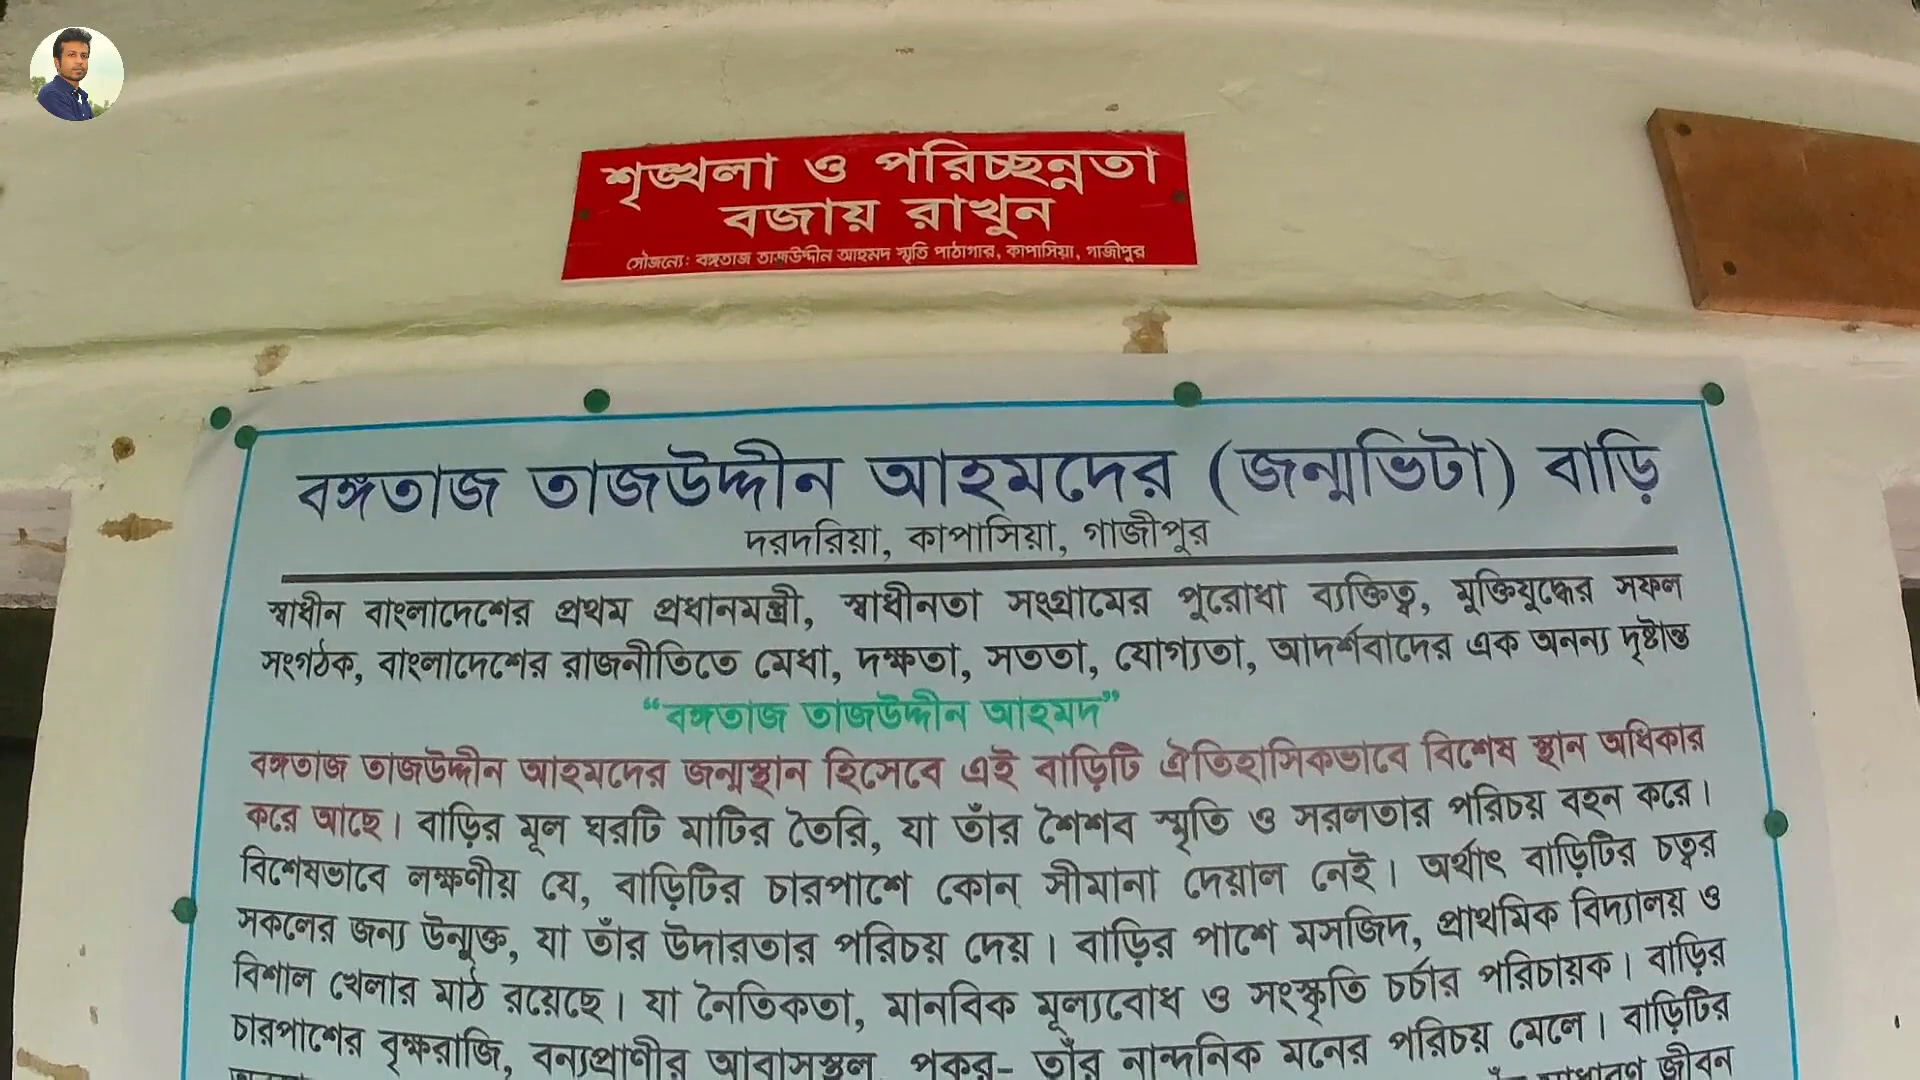 শৃঙ্খলা ও পরিচ্ছন্নতা
বজায় রাখুন
সৌজন্যে: বঙ্গতাজ তাজউদ্দীন আহমদ স্মৃতি পাঠাগার, কাপাসিয়া, গাজীপুর
বঙ্গতাজ তাজউদ্দীন আহমদের (জন্মভিটা) বাড়ি
দরদরিয়া, কাপাসিয়া, গাজীপুর
স্বাধীন বাংলাদেশের প্রথম প্রধানমন্ত্রী, স্বাধীনতা সংগ্রামের পুরোধা ব্যক্তিত্ব, মুক্তিযুদ্ধের সফল
সংগঠক, বাংলাদেশের রাজনীতিতে মেধা, দক্ষতা, সততা, যোগ্যতা, আদর্শবাদের এক অনন্য দৃষ্টান্ত
“বঙ্গতাজ তাজউদ্দীন আহমদ”
বঙ্গতাজ তাজউদ্দীন আহমদের জন্মস্থান হিসেবে এই বাড়িটি ঐতিহাসিকভাবে বিশেষ স্থান অধিকার
করে আছে। বাড়ির মূল ঘরটি মাটির তৈরি, যা তাঁর শৈশব স্মৃতি ও সরলতার পরিচয় বহন করে।
বিশেষভাবে লক্ষণীয় যে, বাড়িটির চারপাশে কোন সীমানা দেয়াল নেই। অর্থাৎ বাড়িটির চত্বর
সকলের জন্য উন্মুক্ত, যা তাঁর উদারতার পরিচয় দেয়। বাড়ির পাশে মসজিদ, প্রাথমিক বিদ্যালয় ও
বিশাল খেলার মাঠ রয়েছে। যা নৈতিকতা, মানবিক মূল্যবোধ ও সংস্কৃতি চর্চার পরিচায়ক। বাড়ির
চারপাশের বৃক্ষরাজি, বন্যপ্রাণীর আবাসস্থল, পুকুর- তাঁর নান্দনিক মনের পরিচয় মেলে। বাড়িটির
সাধারণ জীবন